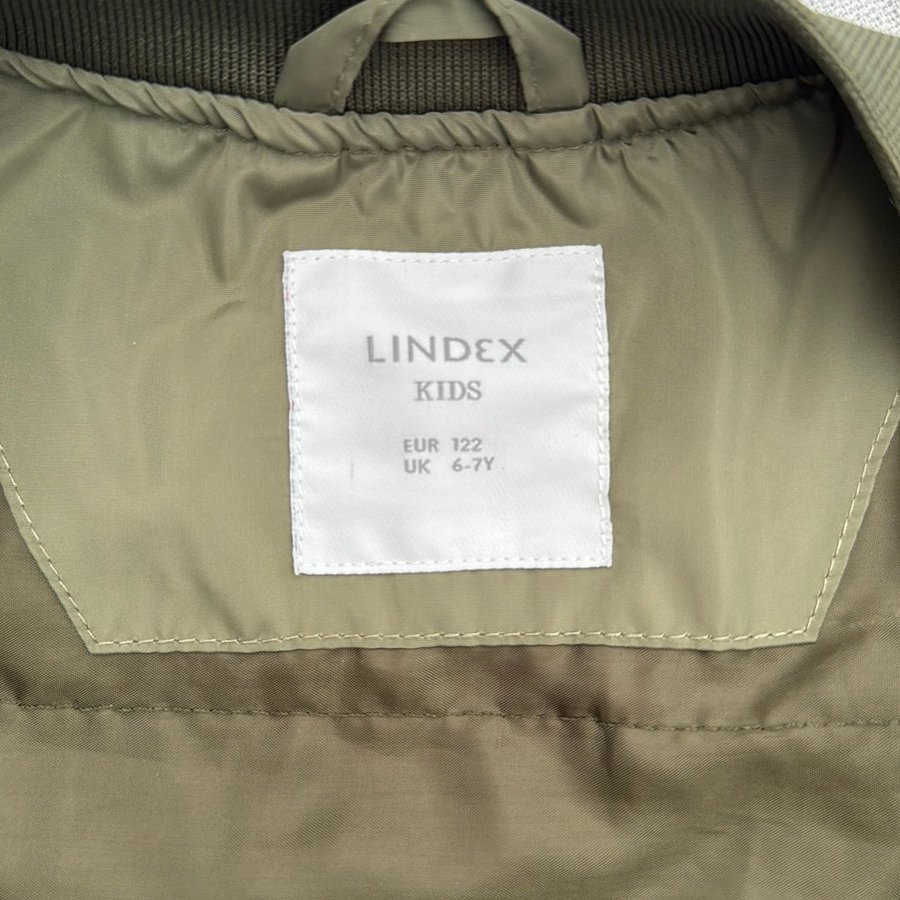 LINDEX
KIDS
EUR 122
UK 6-7Y